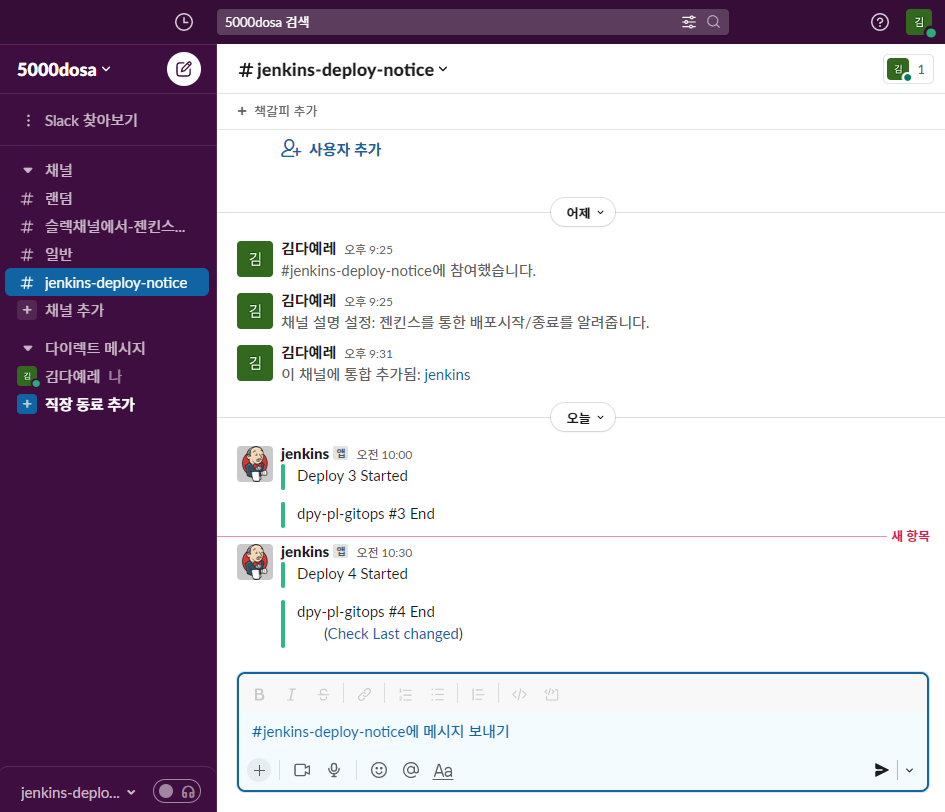 5000dosa 검색
김
5000dosa
# jenkins-deploy-notice
김 1
+ 책갈피 추가
Slack 찾아보기
채널
# 랜덤
# 슬렉채널에서-젠킨스...
# 일반
# jenkins-deploy-notice
+ 채널 추가
다이렉트 메시지
김 김다예레 나
+ 직장 동료 추가
jenkins-deplo...
사용자 추가
어제
김
김다예레 오후 9:25
#jenkins-deploy-notice에 참여했습니다.
김
김다예레 오후 9:25
채널 설명 설정: 젠킨스를 통한 배포시작/종료를 알려줍니다.
김
김다예레 오후 9:31
이 채널에 통합 추가됨: jenkins
오늘
jenkins 앱 오전 10:00
Deploy 3 Started
dpy-pl-gitops #3 End
새 항목
jenkins 앱 오전 10:30
Deploy 4 Started
dpy-pl-gitops #4 End
(Check Last changed)
B I S
#jenkins-deploy-notice에 메시지 보내기
+ @ Aa